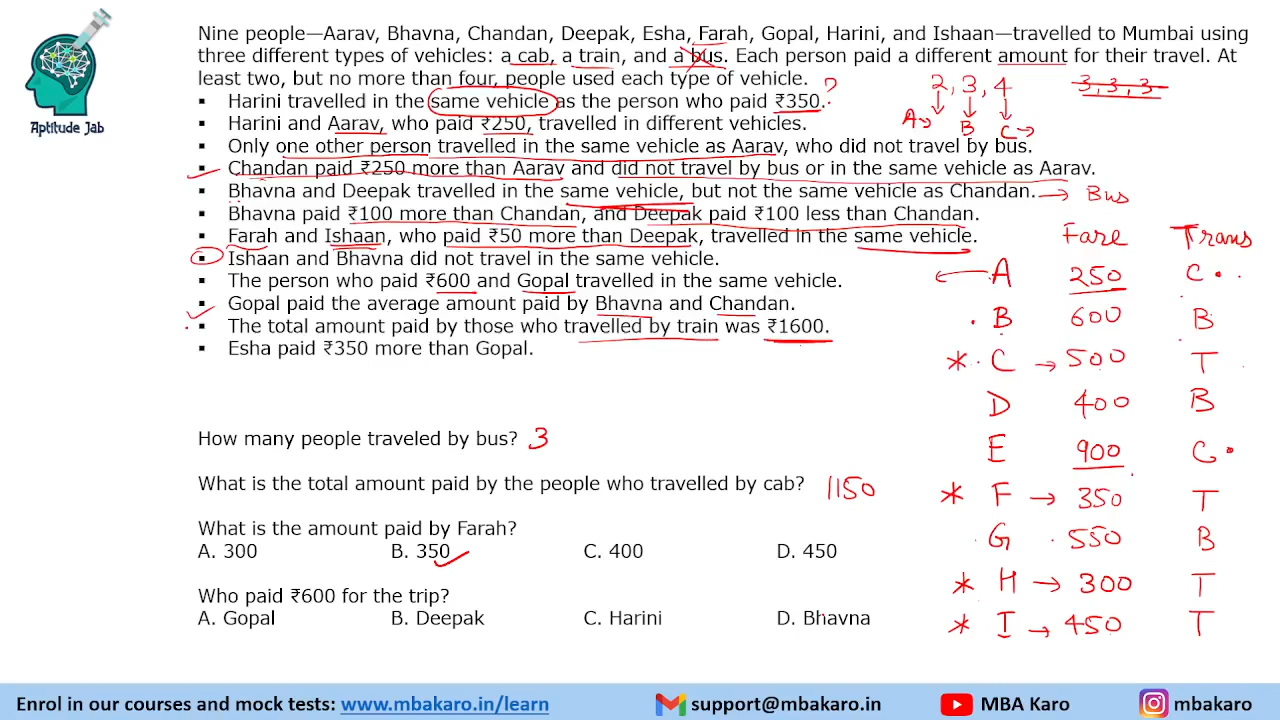 Nine people—Aarav, Bhavna, Chandan, Deepak, Esha, Farah, Gopal, Harini, and Ishaan—travelled to Mumbai using
three different types of vehicles: a cab, a train, and a bus. Each person paid a different amount for their travel. At
least two, but no more than four, people used each type of vehicle.
▪ Harini travelled in the same vehicle as the person who paid ₹350. ?
▪ Harini and Aarav, who paid ₹250, travelled in different vehicles.
▪ Only one other person travelled in the same vehicle as Aarav, who did not travel by bus.
▪ Chandan paid ₹250 more than Aarav and did not travel by bus or in the same vehicle as Aarav.
▪ Bhavna and Deepak travelled in the same vehicle, but not the same vehicle as Chandan. → Bus
▪ Bhavna paid ₹100 more than Chandan, and Deepak paid ₹100 less than Chandan.
▪ Farah and Ishaan, who paid ₹50 more than Deepak, travelled in the same vehicle.
▪ Ishaan and Bhavna did not travel in the same vehicle.
▪ The person who paid ₹600 and Gopal travelled in the same vehicle.
▪ Gopal paid the average amount paid by Bhavna and Chandan.
▪ The total amount paid by those who travelled by train was ₹1600.
▪ Esha paid ₹350 more than Gopal.
2, 3, 4 3, 3, 3
A B C
Fare Trans
A 250 C
B 600 B
* C → 500 T
D 400 B
E 900 C
* F → 350 T
G 550 B
* H → 300 T
* I → 450 T
How many people traveled by bus? 3
What is the total amount paid by the people who travelled by cab? 1150
What is the amount paid by Farah?
A. 300 B. 350 C. 400 D. 450
Who paid ₹600 for the trip?
A. Gopal B. Deepak C. Harini D. Bhavna
Aptitude Jab
Enrol in our courses and mock tests: www.mbakaro.in/learn support@mbakaro.in MBA Karo mbakaro